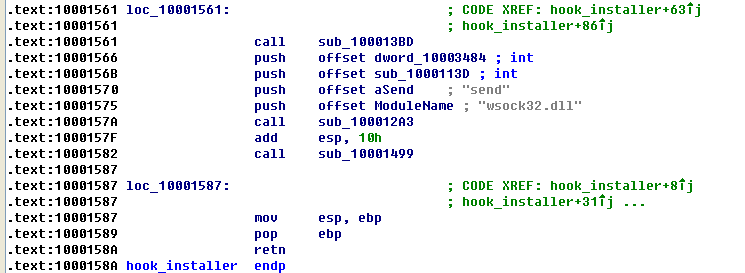 .text:10001561 loc_10001561: ; CODE XREF: hook_installer+63↑j
.text:10001561 ; hook_installer+86↑j
.text:10001561 call sub_100013BD
.text:10001566 push offset dword_10003484 ; int
.text:1000156B push offset sub_1000113D ; int
.text:10001570 push offset aSend ; "send"
.text:10001575 push offset ModuleName ; "wsock32.dll"
.text:1000157A call sub_100012A3
.text:1000157F add esp, 10h
.text:10001582 call sub_10001499
.text:10001587
.text:10001587 loc_10001587: ; CODE XREF: hook_installer+8↑j
.text:10001587 ; hook_installer+31↑j ...
.text:10001587 mov esp, ebp
.text:10001589 pop ebp
.text:1000158A retn
.text:1000158A hook_installer endp